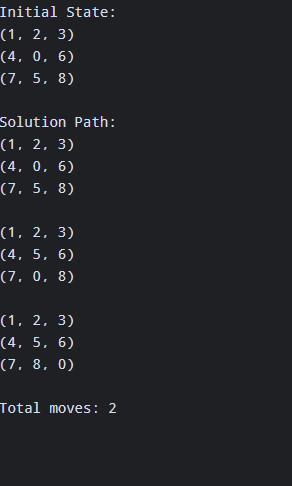 Initial State:
(1, 2, 3)
(4, 0, 6)
(7, 5, 8)
Solution Path:
(1, 2, 3)
(4, 0, 6)
(7, 5, 8)
(1, 2, 3)
(4, 5, 6)
(7, 0, 8)
(1, 2, 3)
(4, 5, 6)
(7, 8, 0)
Total moves: 2